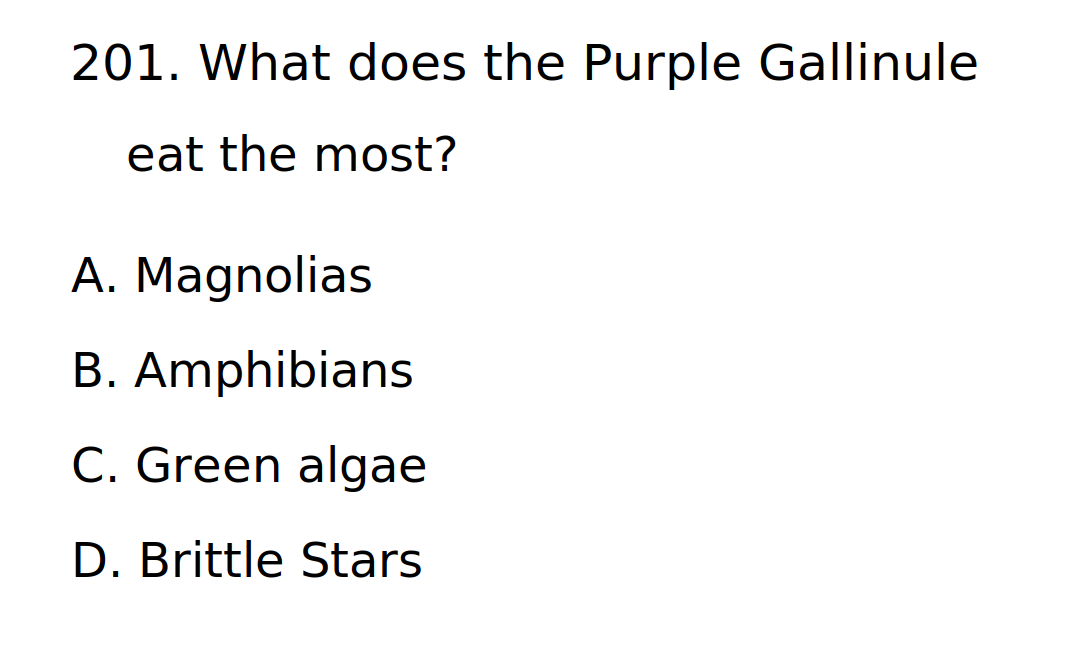 201. What does the Purple Gallinule
eat the most?
A. Magnolias
B. Amphibians
C. Green algae
D. Brittle Stars